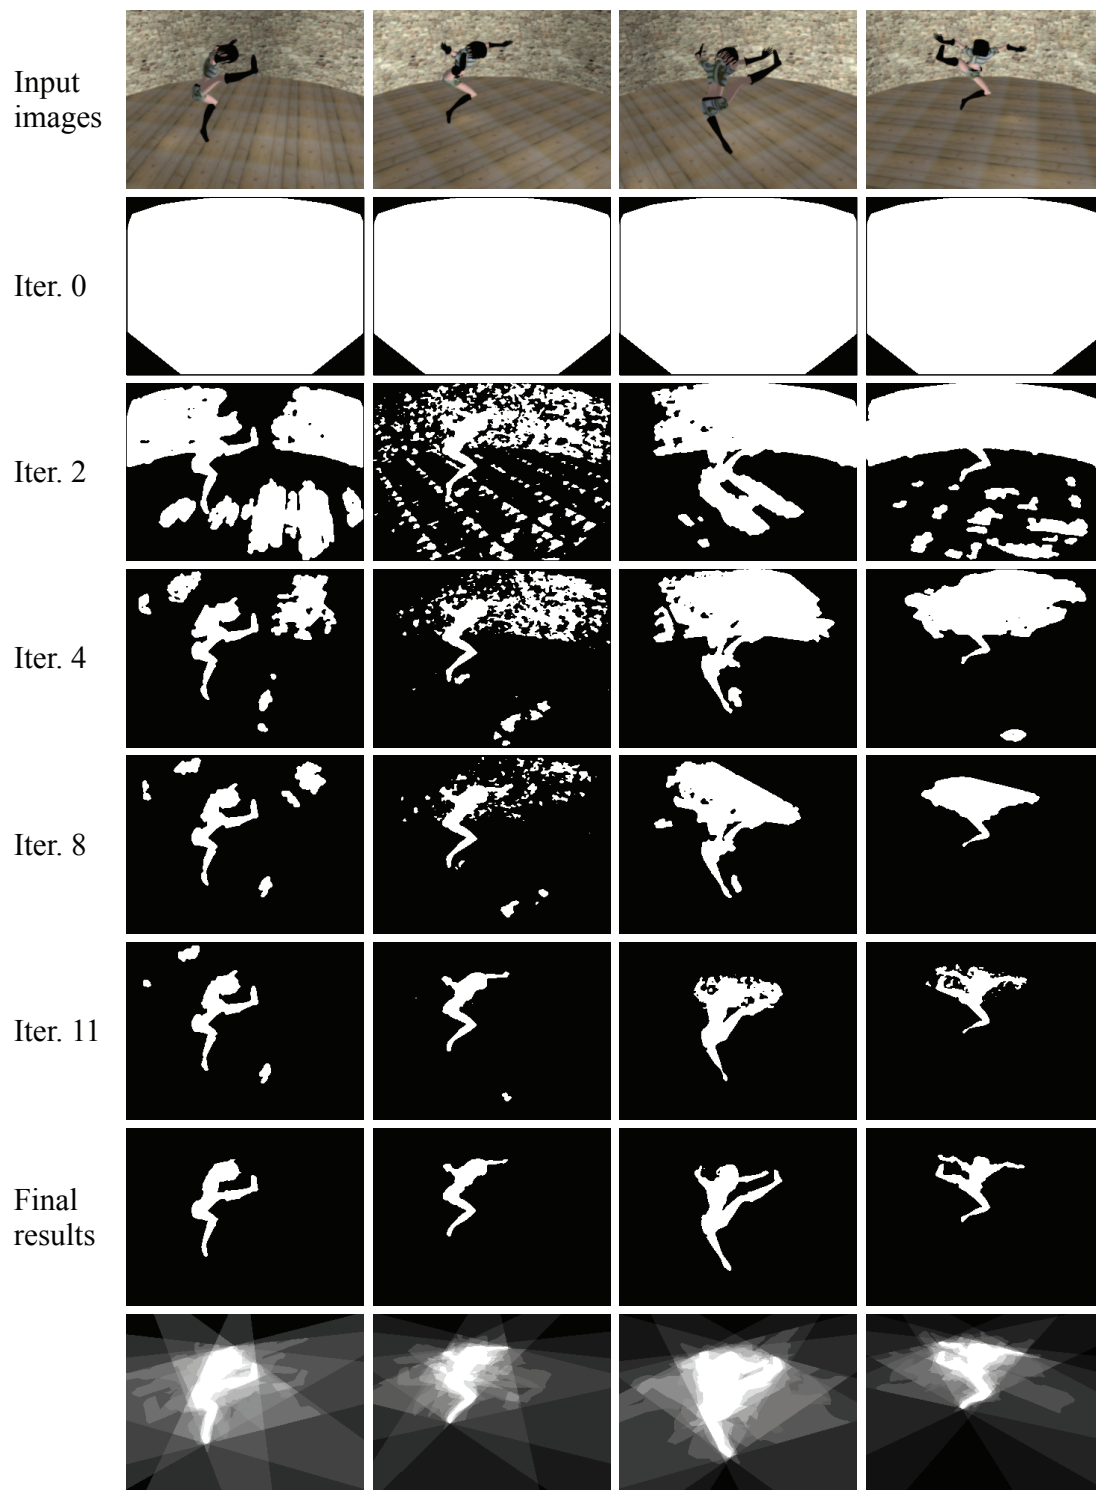 Input
images
Iter. 0
Iter. 2
Iter. 4
Iter. 8
Iter. 11
Final
results